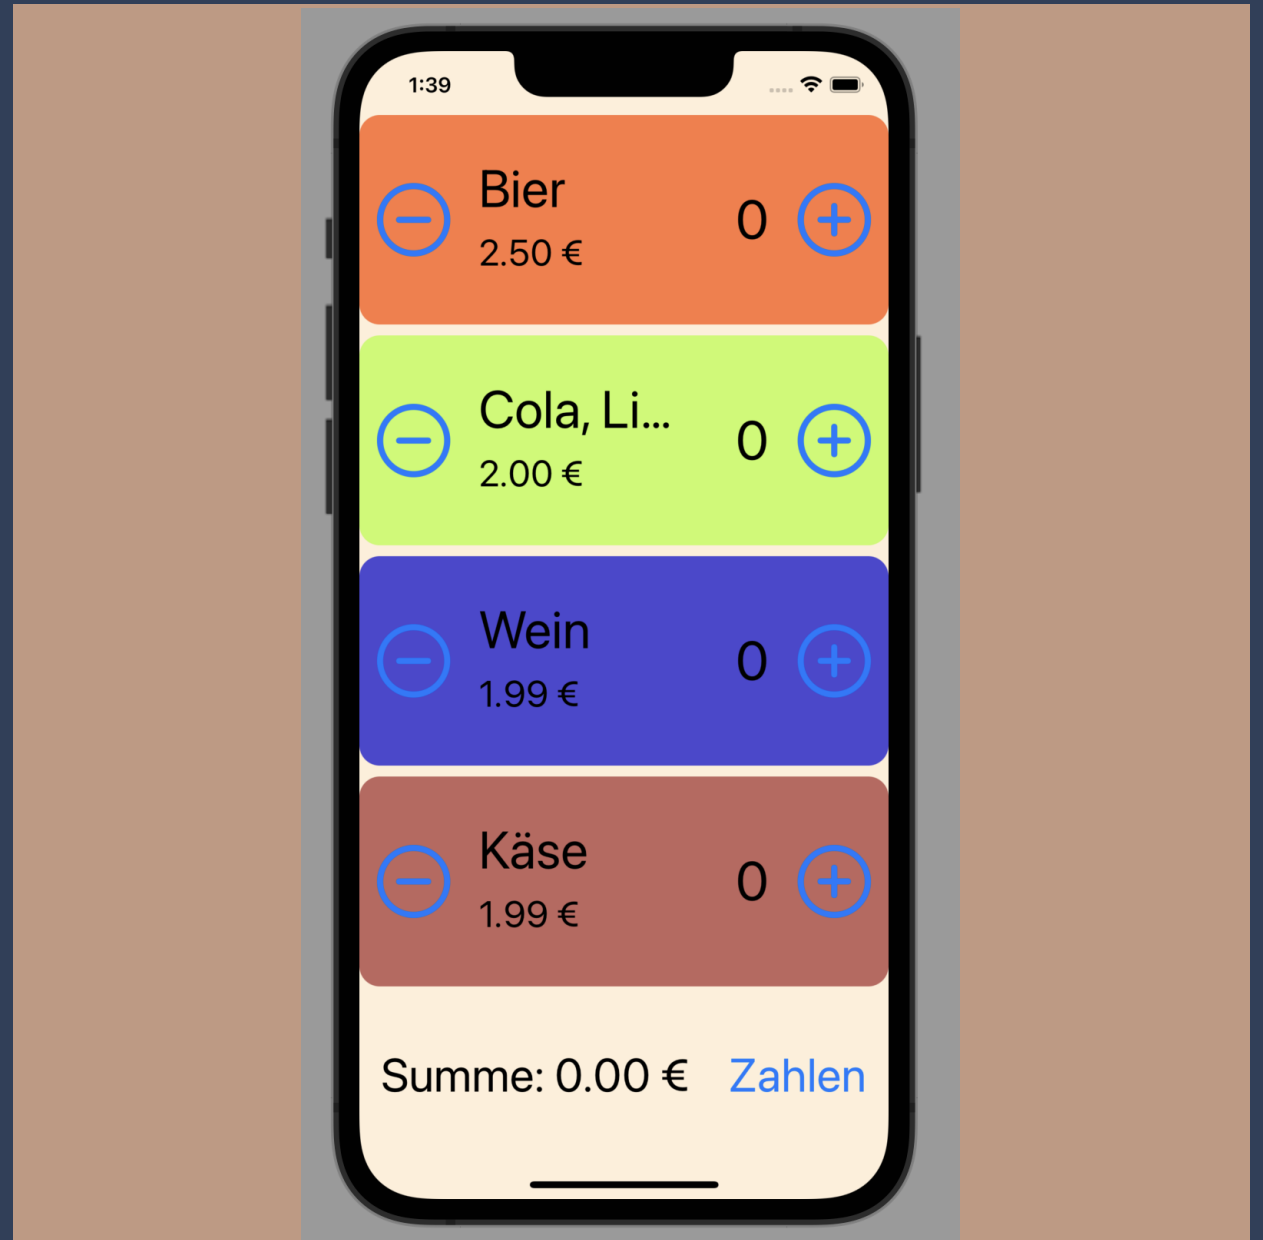 1:39
Bier
2.50 €
0
Cola, Li...
2.00 €
0
Wein
1.99 €
0
Käse
1.99 €
0
Summe: 0.00 € Zahlen